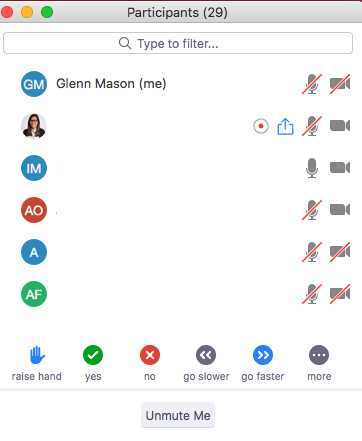 Participants (29)
Type to filter...
GM Glenn Mason (me)
IM
AO
A
AF
raise hand yes no go slower go faster more
Unmute Me